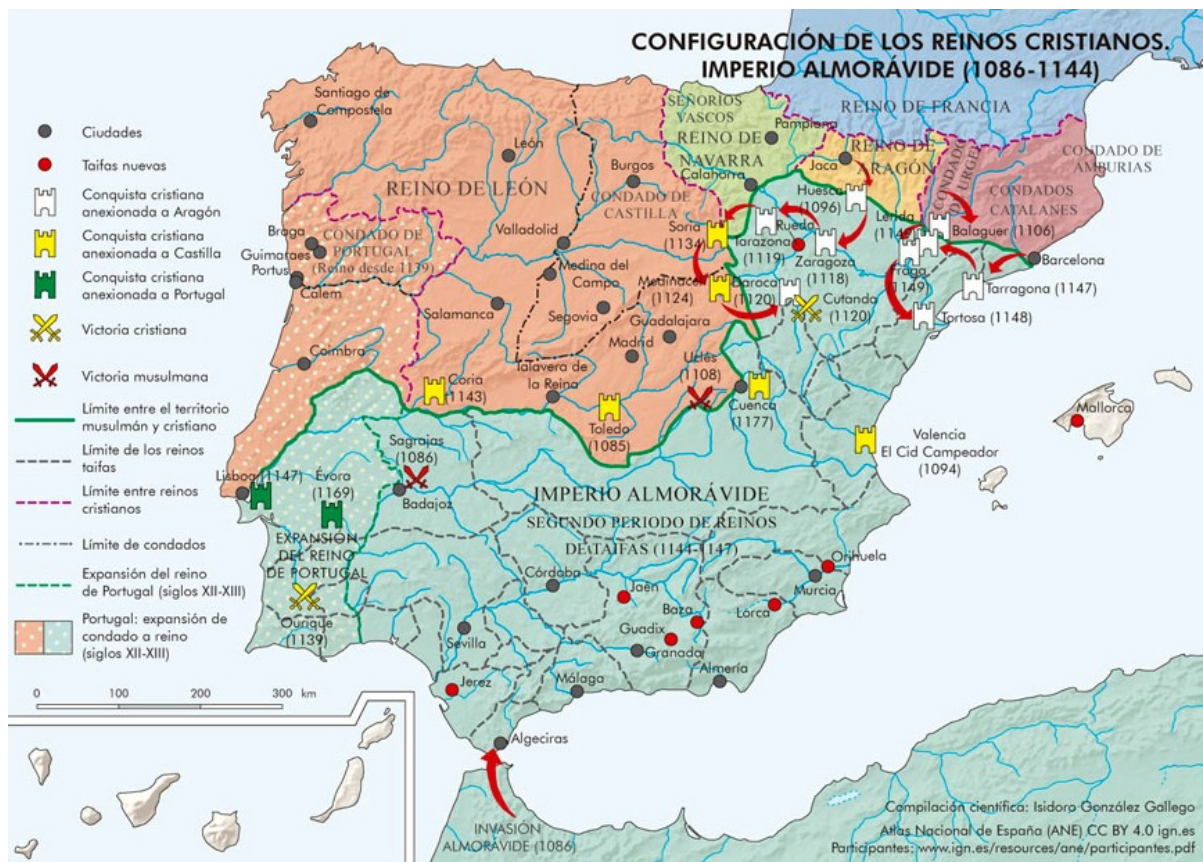 CONFIGURACIÓN DE LOS REINOS CRISTIANOS.
IMPERIO ALMORÁVIDE (1086-1144)
Ciudades
Taifas nuevas
Conquista cristiana
anexionada a Aragón
Conquista cristiana
anexionada a Castilla
Conquista cristiana
anexionada a Portugal
Victoria cristiana
Victoria musulmana
Límite entre el territorio
musulmán y cristiano
Límite de los reinos
taifas
Límite entre reinos
cristianos
Límite de condados
Expansión del reino
de Portugal (siglos XII-XIII)
Portugal: expansión de
condado a reino
(siglos XII-XIII)
0 100 200 300 km
Santiago de
Compostela
León
REINO DE LEÓN
Burgos
CONDADO DE
CASTILLA
SEÑORIOS
VASCOS
REINO DE
NAVARRA
Pamplona
Calahorra
REINO DE FRANCIA
REINO DE
ARAGÓN
Jaca
CONDADO
DE URGEL
CONDADO DE
AMPURIAS
CONDADOS
CATALANES
Huesca
(1096)
Lérida
(1149)
Balaguer (1106)
Barcelona
Fraga
(1149)
Tarragona (1147)
Tortosa (1148)
Soria
(1134)
Rueda
Tarazona
(1119)
Zaragoza
(1118)
Medinaceli
(1124)
Daroca
(1120)
Cutanda
(1120)
Braga
Guimaraes
Portus
Calem
CONDADO DE
PORTUGAL
(Reino desde 1139)
Valladolid
Medina del
Campo
Salamanca
Segovia
Guadalajara
Madrid
Coimbra
Coria
(1143)
Talavera de
la Reina
Toledo
(1085)
Uclés
(1108)
Cuenca
(1177)
Valencia
El Cid Campeador
(1094)
Mallorca
Lisboa (1147)
Évora
(1169)
Sagrajas
(1086)
Badajoz
EXPANSIÓN
DEL REINO
DE PORTUGAL
Ourique
(1139)
IMPERIO ALMORÁVIDE
SEGUNDO PERIODO DE REINOS
DE TAIFAS (1144-1147)
Córdoba
Jaén
Orihuela
Murcia
Baza
Lorca
Guadix
Granada
Sevilla
Almería
Málaga
Jerez
Algeciras
INVASIÓN
ALMORÁVIDE (1086)
Compilación científica: Isidoro González Gallego
Atlas Nacional de España (ANE) CC BY 4.0 ign.es
Participantes: www.ign.es/resources/ane/participantes.pdf